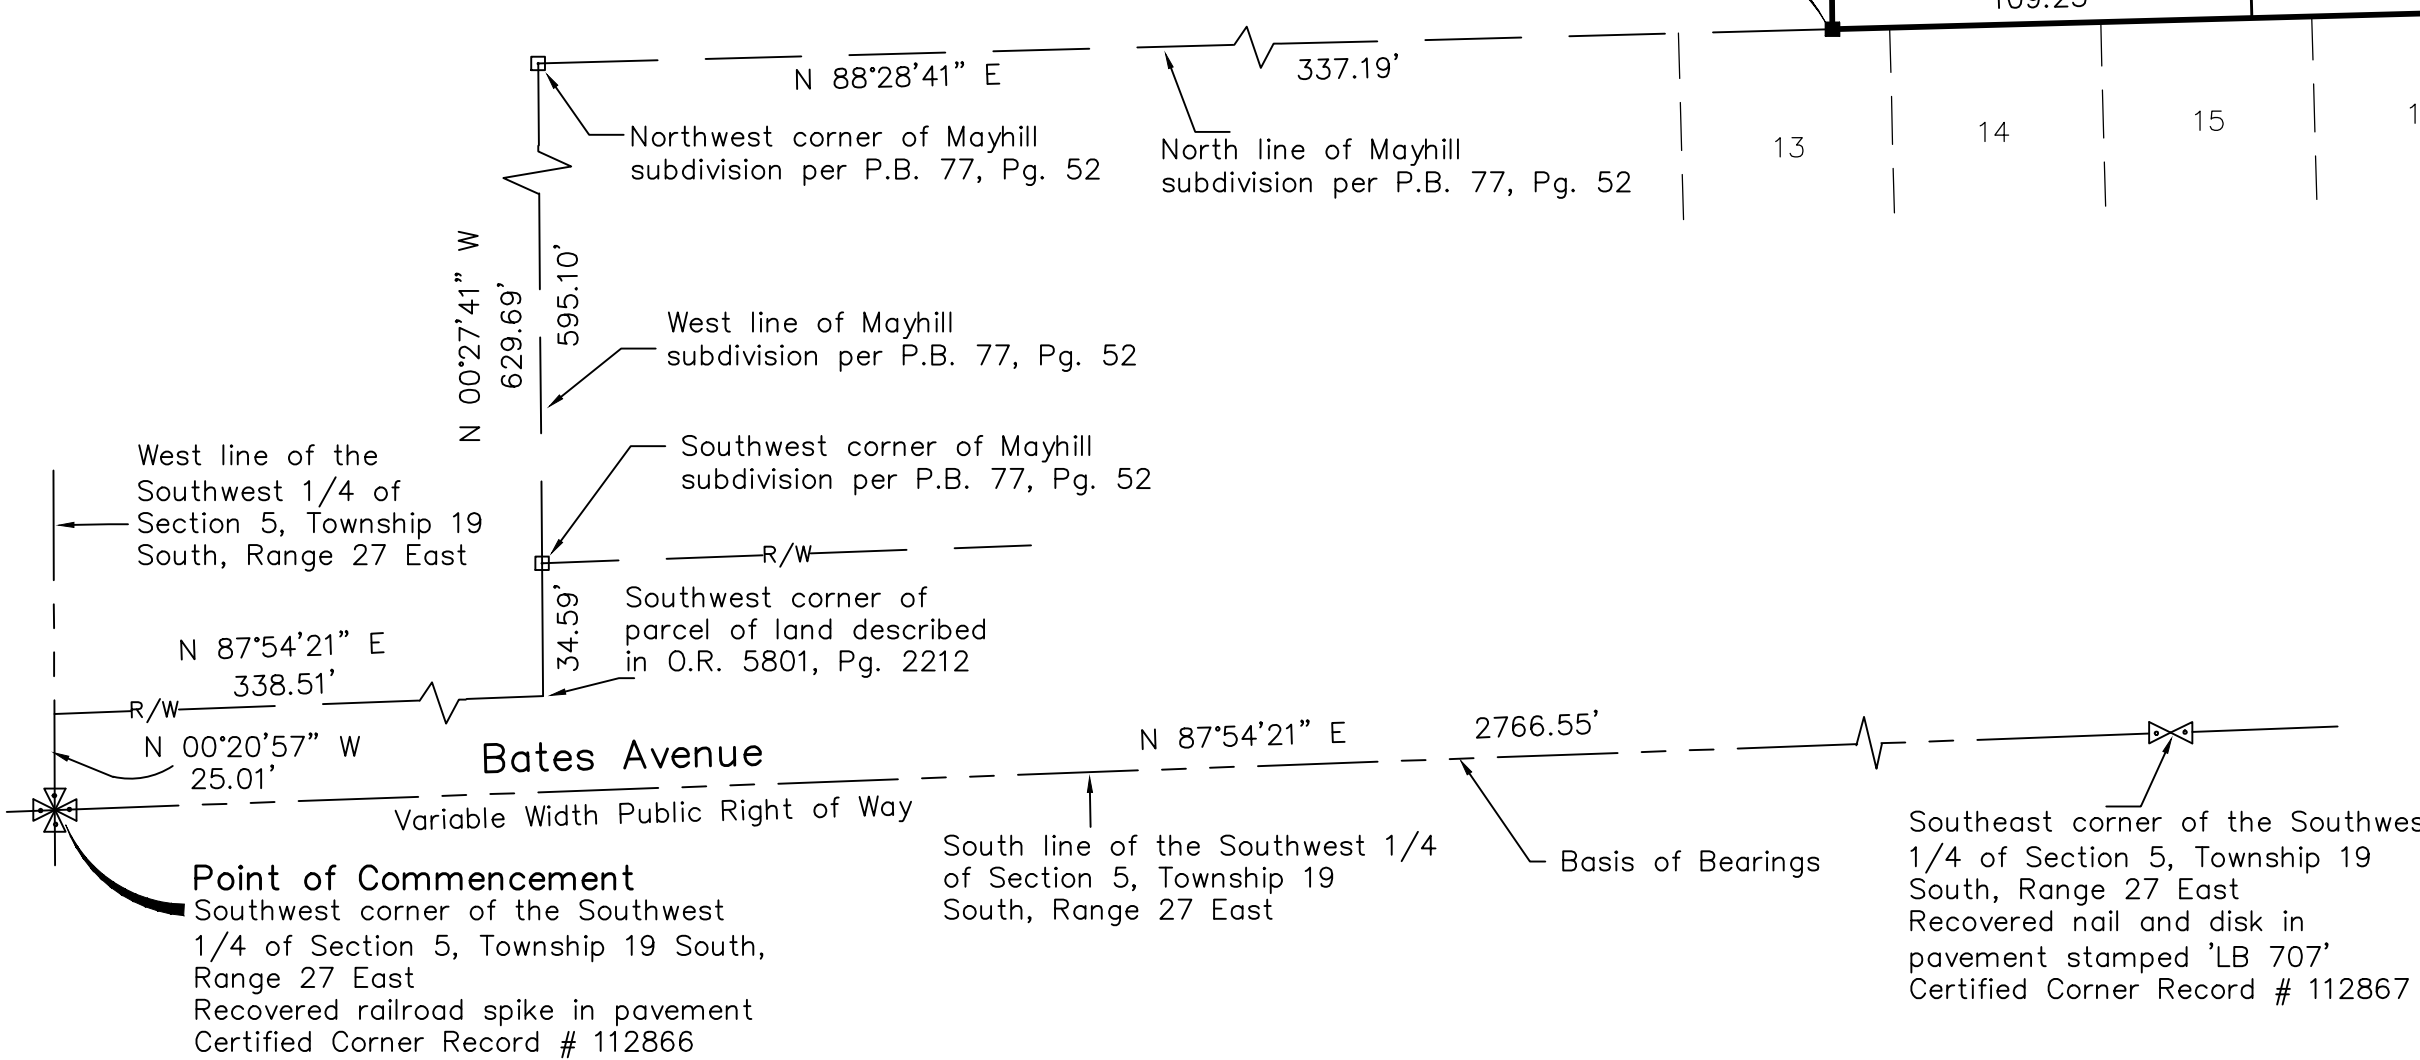 N 88°28'41" E
337.19'
Northwest corner of Mayhill
subdivision per P.B. 77, Pg. 52
North line of Mayhill
subdivision per P.B. 77, Pg. 52
13
14
15
N 00°27'41" W
629.69'
595.10'
West line of Mayhill
subdivision per P.B. 77, Pg. 52
Southwest corner of Mayhill
subdivision per P.B. 77, Pg. 52
West line of the
Southwest 1/4 of
Section 5, Township 19
South, Range 27 East
R/W
34.59'
Southwest corner of
parcel of land described
in O.R. 5801, Pg. 2212
N 87°54'21" E
338.51'
R/W
N 00°20'57" W
25.01'
Bates Avenue
Variable Width Public Right of Way
N 87°54'21" E
2766.55'
South line of the Southwest 1/4
of Section 5, Township 19
South, Range 27 East
Basis of Bearings
Point of Commencement
Southwest corner of the Southwest
1/4 of Section 5, Township 19 South,
Range 27 East
Recovered railroad spike in pavement
Certified Corner Record # 112866
Southeast corner of the
1/4 of Section 5, Township 19
South, Range 27 East
Recovered nail and disk in
pavement stamped 'LB 707'
Certified Corner Record # 112867